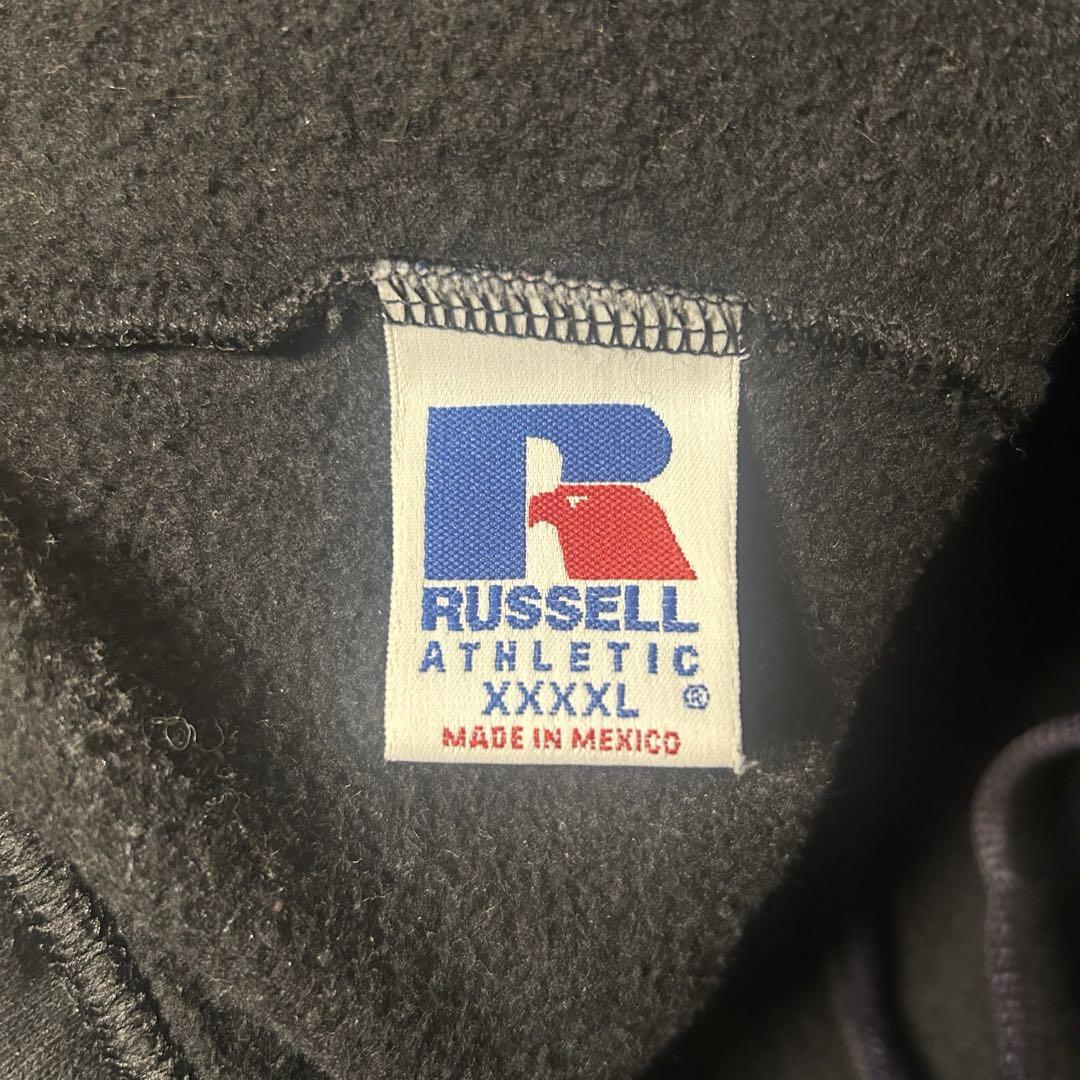 R
RUSSELL
ATHLETIC
XXXXL ®
MADE IN MEXICO